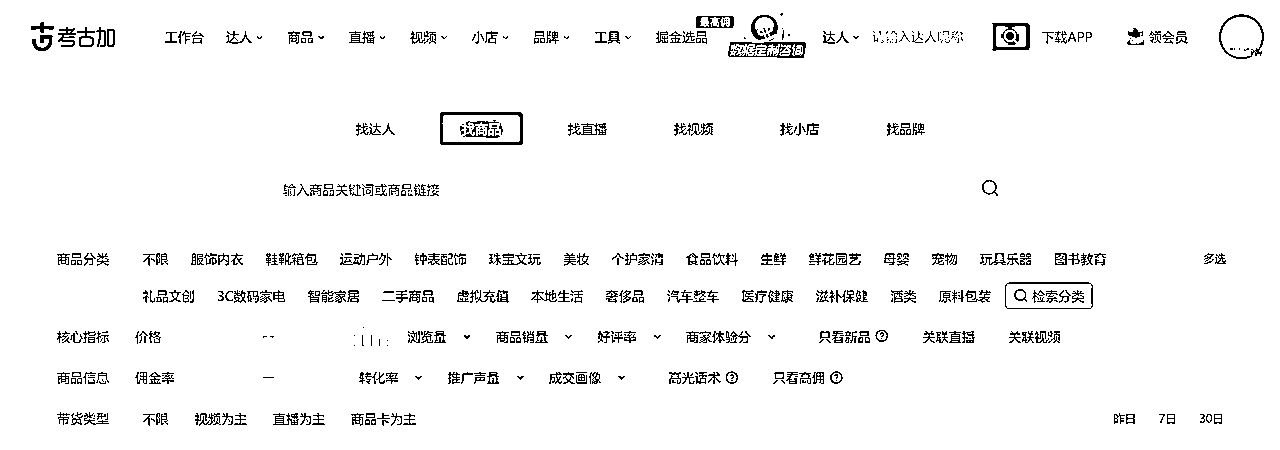 考古加 工作台 达人 商品 直播 视频 小店 品牌 工具 掘金选品 最高佣 数据定制咨询 达人 请输入达人昵称 下载APP 领会员
找达人 找商品 找直播 找视频 找小店 找品牌
输入商品关键词或商品链接
商品分类 不限 服饰内衣 鞋靴箱包 运动户外 钟表配饰 珠宝文玩 美妆 个护家清 食品饮料 生鲜 鲜花园艺 母婴 宠物 玩具乐器 图书教育 多选
礼品文创 3C数码家电 智能家居 二手商品 虚拟充值 本地生活 奢侈品 汽车整车 医疗健康 滋补保健 酒类 原料包装 检索分类
核心指标 价格 -- 浏览量 商品销量 好评率 商家体验分 只看新品 关联直播 关联视频
商品信息 佣金率 — 转化率 推广声量 成交画像 高光话术 只看高佣
带货类型 不限 视频为主 直播为主 商品卡为主 昨日 7日 30日